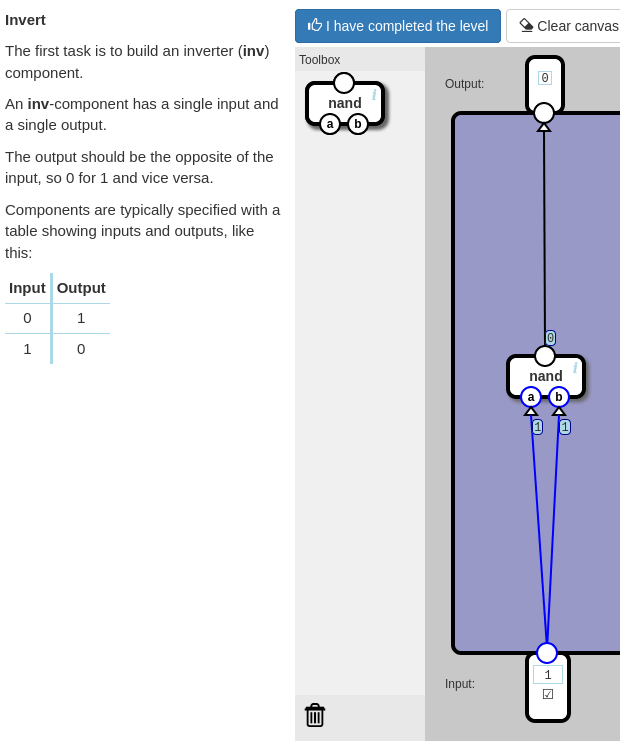 Invert
The first task is to build an inverter (inv)
component.
An inv-component has a single input and
a single output.
The output should be the opposite of the
input, so 0 for 1 and vice versa.
Components are typically specified with a
table showing inputs and outputs, like
this:
Input Output
0 1
1 0
I have completed the level
Clear canvas
Toolbox
i
nand
a b
Output:
0
0
i
nand
a b
1 1
Input:
1